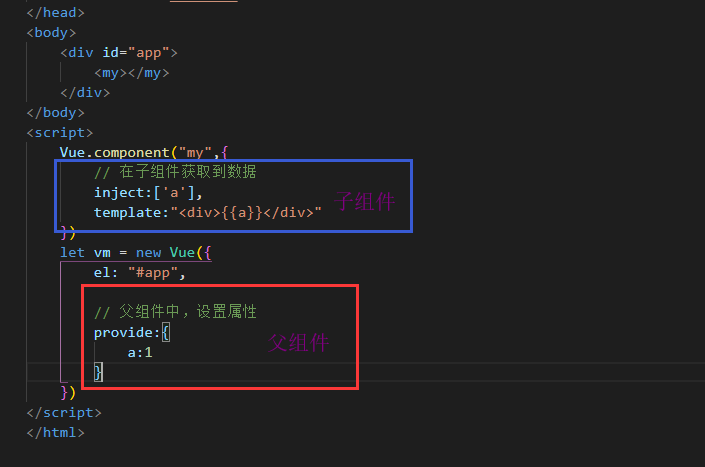 </head>
<body>
<div id="app">
<my></my>
</div>
</body>
<script>
Vue.component("my",{
// 在子组件获取到数据
inject:['a'],
template:"<div>{{a}}</div>"
子组件
})
let vm = new Vue({
el: "#app",
// 父组件中，设置属性
provide:{
父组件
a:1
}
})
</script>
</html>